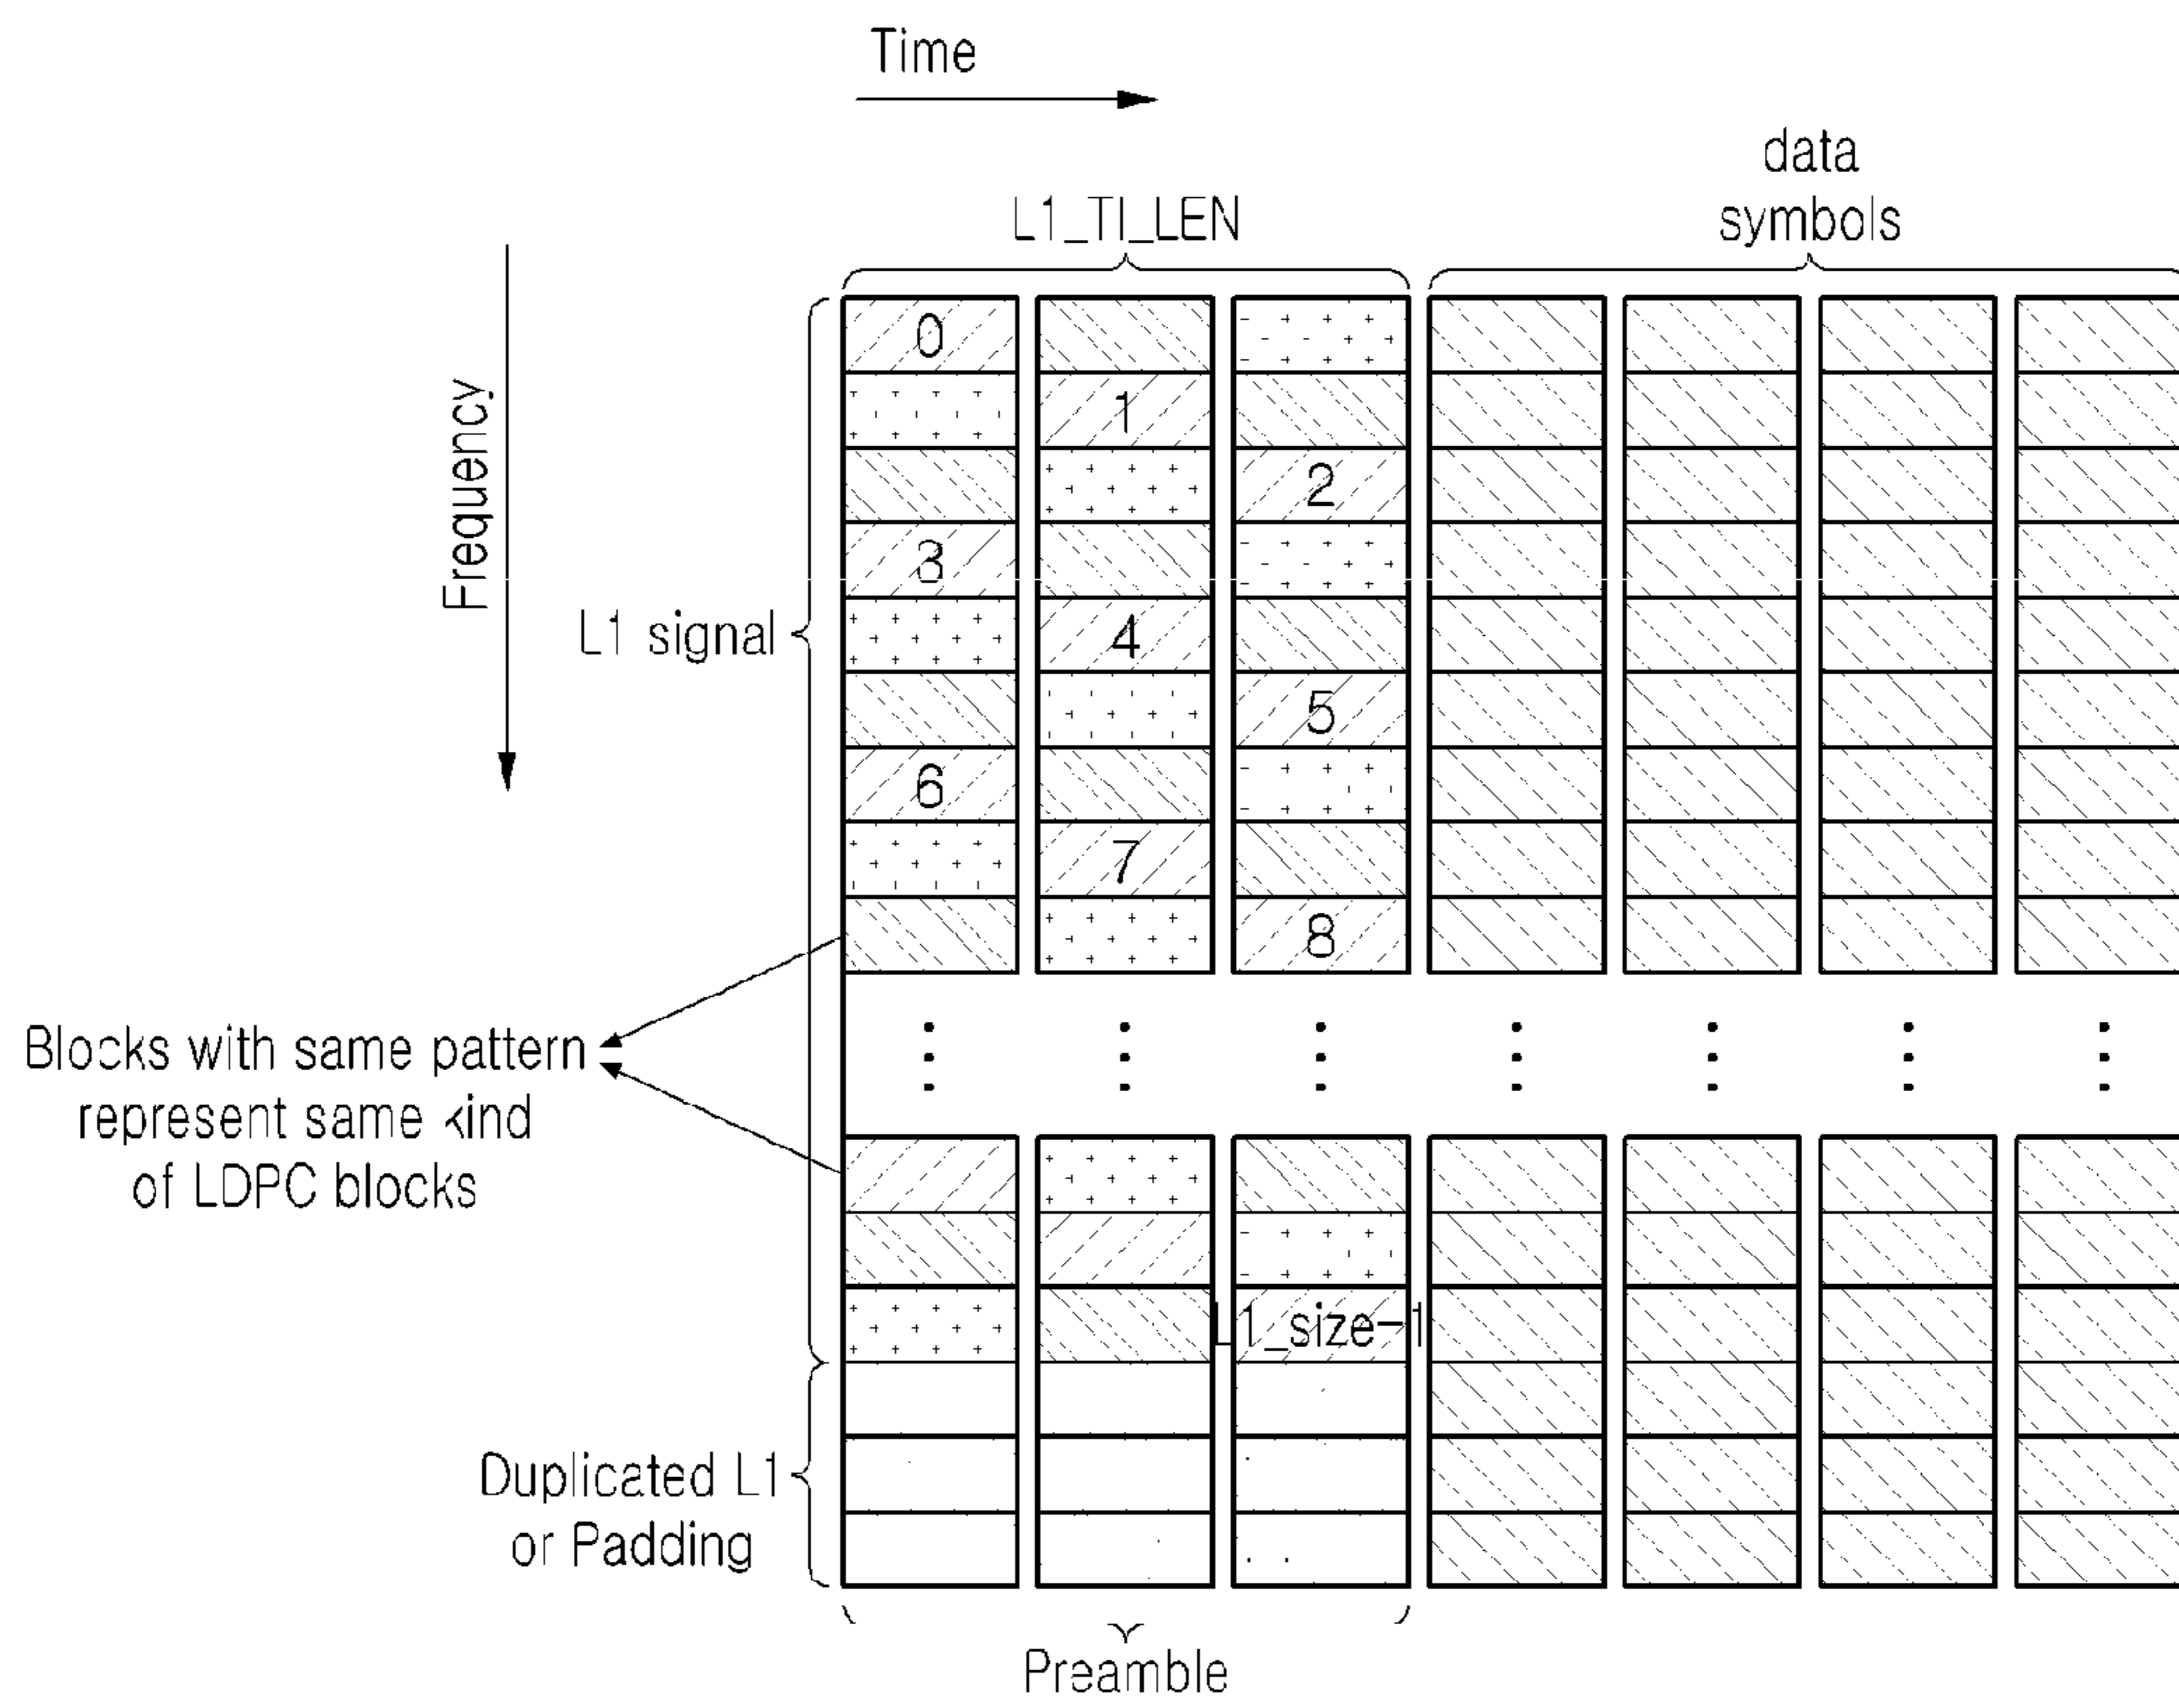 Time
data
symbols
L1_TI_LEN
Frequency
0
1
2
3
L1 signal
4
5
6
7
8
Blocks with same pattern
represent same kind
of LDPC blocks
L1_size-1
Duplicated L1
or Padding
Preamble